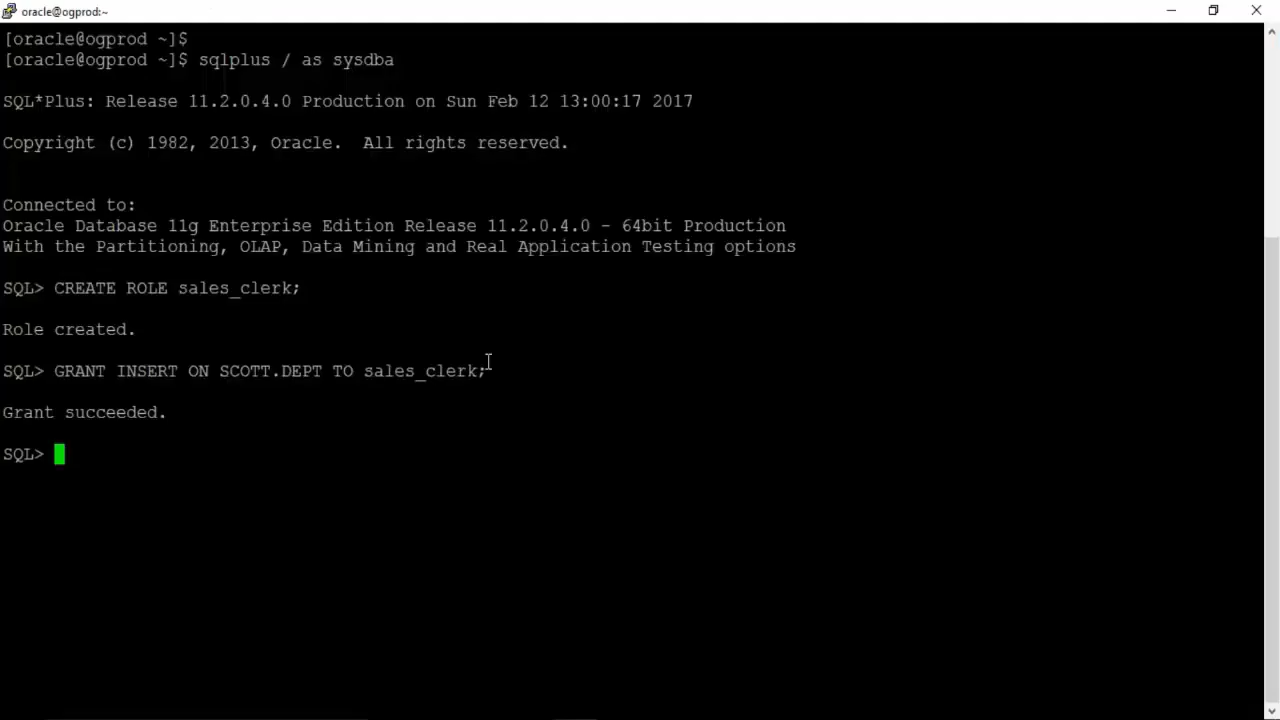 oracle@ogprod:~
[oracle@ogprod ~]$
[oracle@ogprod ~]$ sqlplus / as sysdba
SQL*Plus: Release 11.2.0.4.0 Production on Sun Feb 12 13:00:17 2017
Copyright (c) 1982, 2013, Oracle.  All rights reserved.
Connected to:
Oracle Database 11g Enterprise Edition Release 11.2.0.4.0 - 64bit Production
With the Partitioning, OLAP, Data Mining and Real Application Testing options
SQL> CREATE ROLE sales_clerk;
Role created.
SQL> GRANT INSERT ON SCOTT.DEPT TO sales_clerk;
Grant succeeded.
SQL>